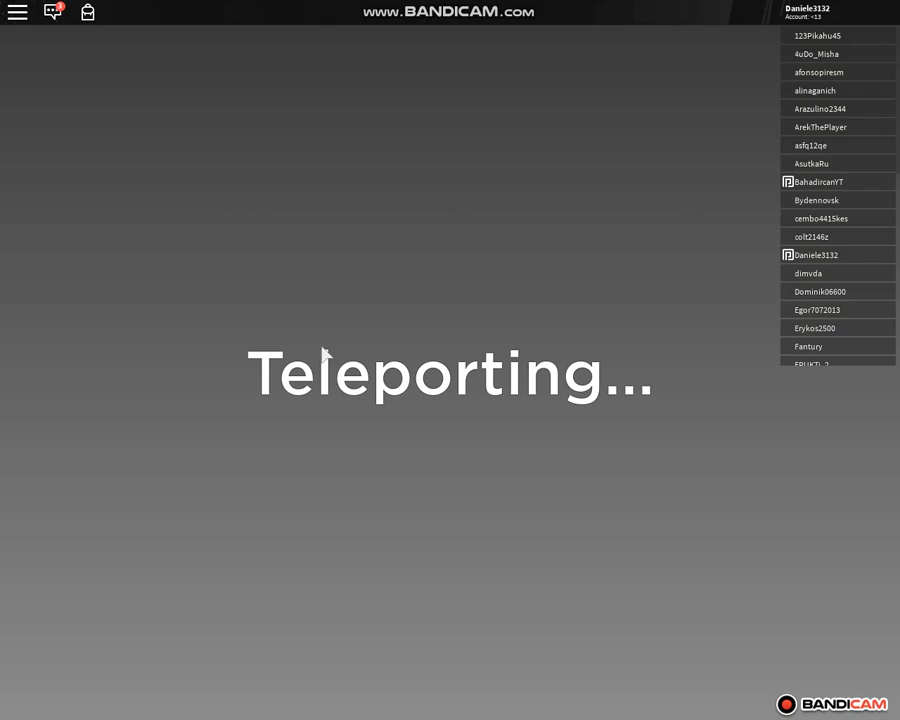 3
WWW.BANDICAM.COM
Daniele3132
Account: <13
123Pikahu45
4uDo_Misha
afonsopiresm
alinaganich
Arazulino2344
ArekThePlayer
asfq12qe
AsutkaRu
BahadircanYT
Bydennovsk
cembo4415kes
colt2146z
Daniele3132
dimvda
Dominik06600
Egor7072013
Erykos2500
Fantury
Teleporting...
BANDICAM